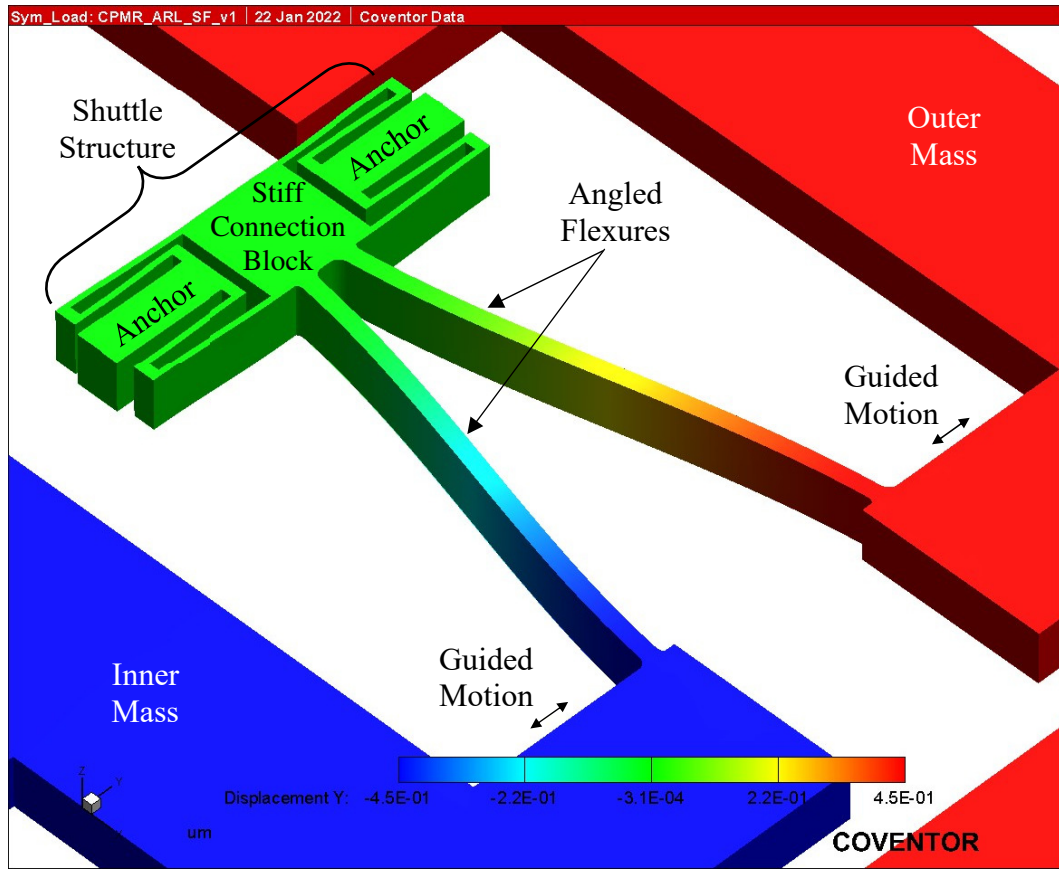 Sym_Load: CPMR_ARL_SF_v1 | 22 Jan 2022 | Coventor Data
Shuttle
Structure
Anchor
Outer
Mass
Stiff
Connection
Block
Angled
Flexures
Anchor
Guided
Motion
Inner
Mass
Guided
Motion
Z
Y
Displacement Y: -4.5E-01 -2.2E-01 -3.1E-04 2.2E-01 4.5E-01
um
COVENTOR